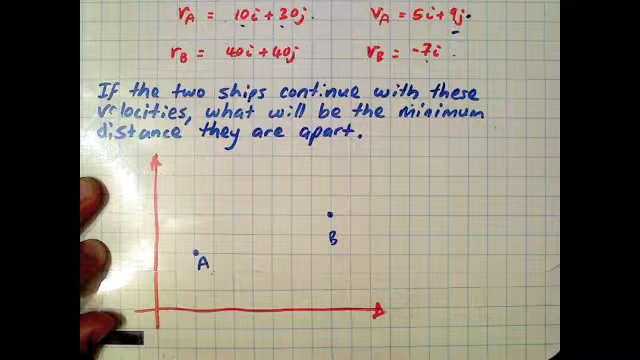 rA = 10i + 30j. vA = 5i + 9j.
rB = 40i + 40j vB = -7i.
If the two ships continue with these
velocities, what will be the minimum
distance they are apart.
B
A